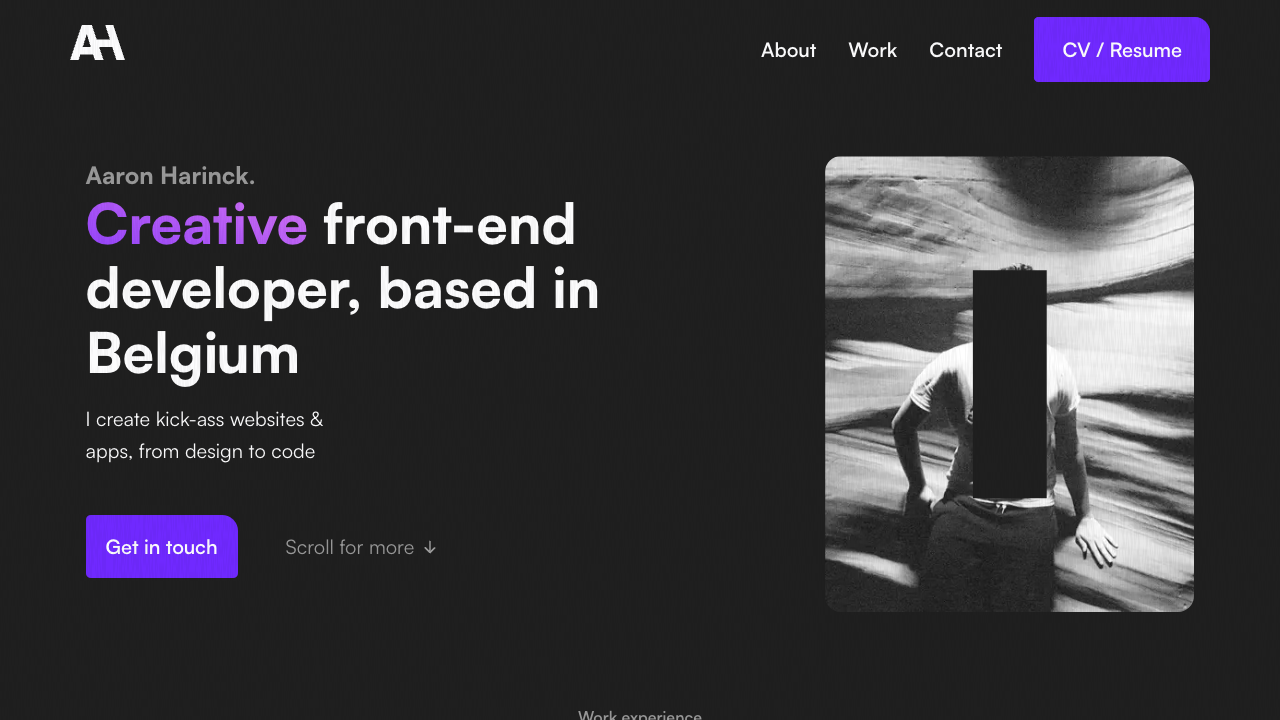 AH
About Work Contact CV / Resume
Aaron Harinck.
Creative front-end
developer, based in
Belgium
I create kick-ass websites &
apps, from design to code
Get in touch
Scroll for more ↓
Work experience